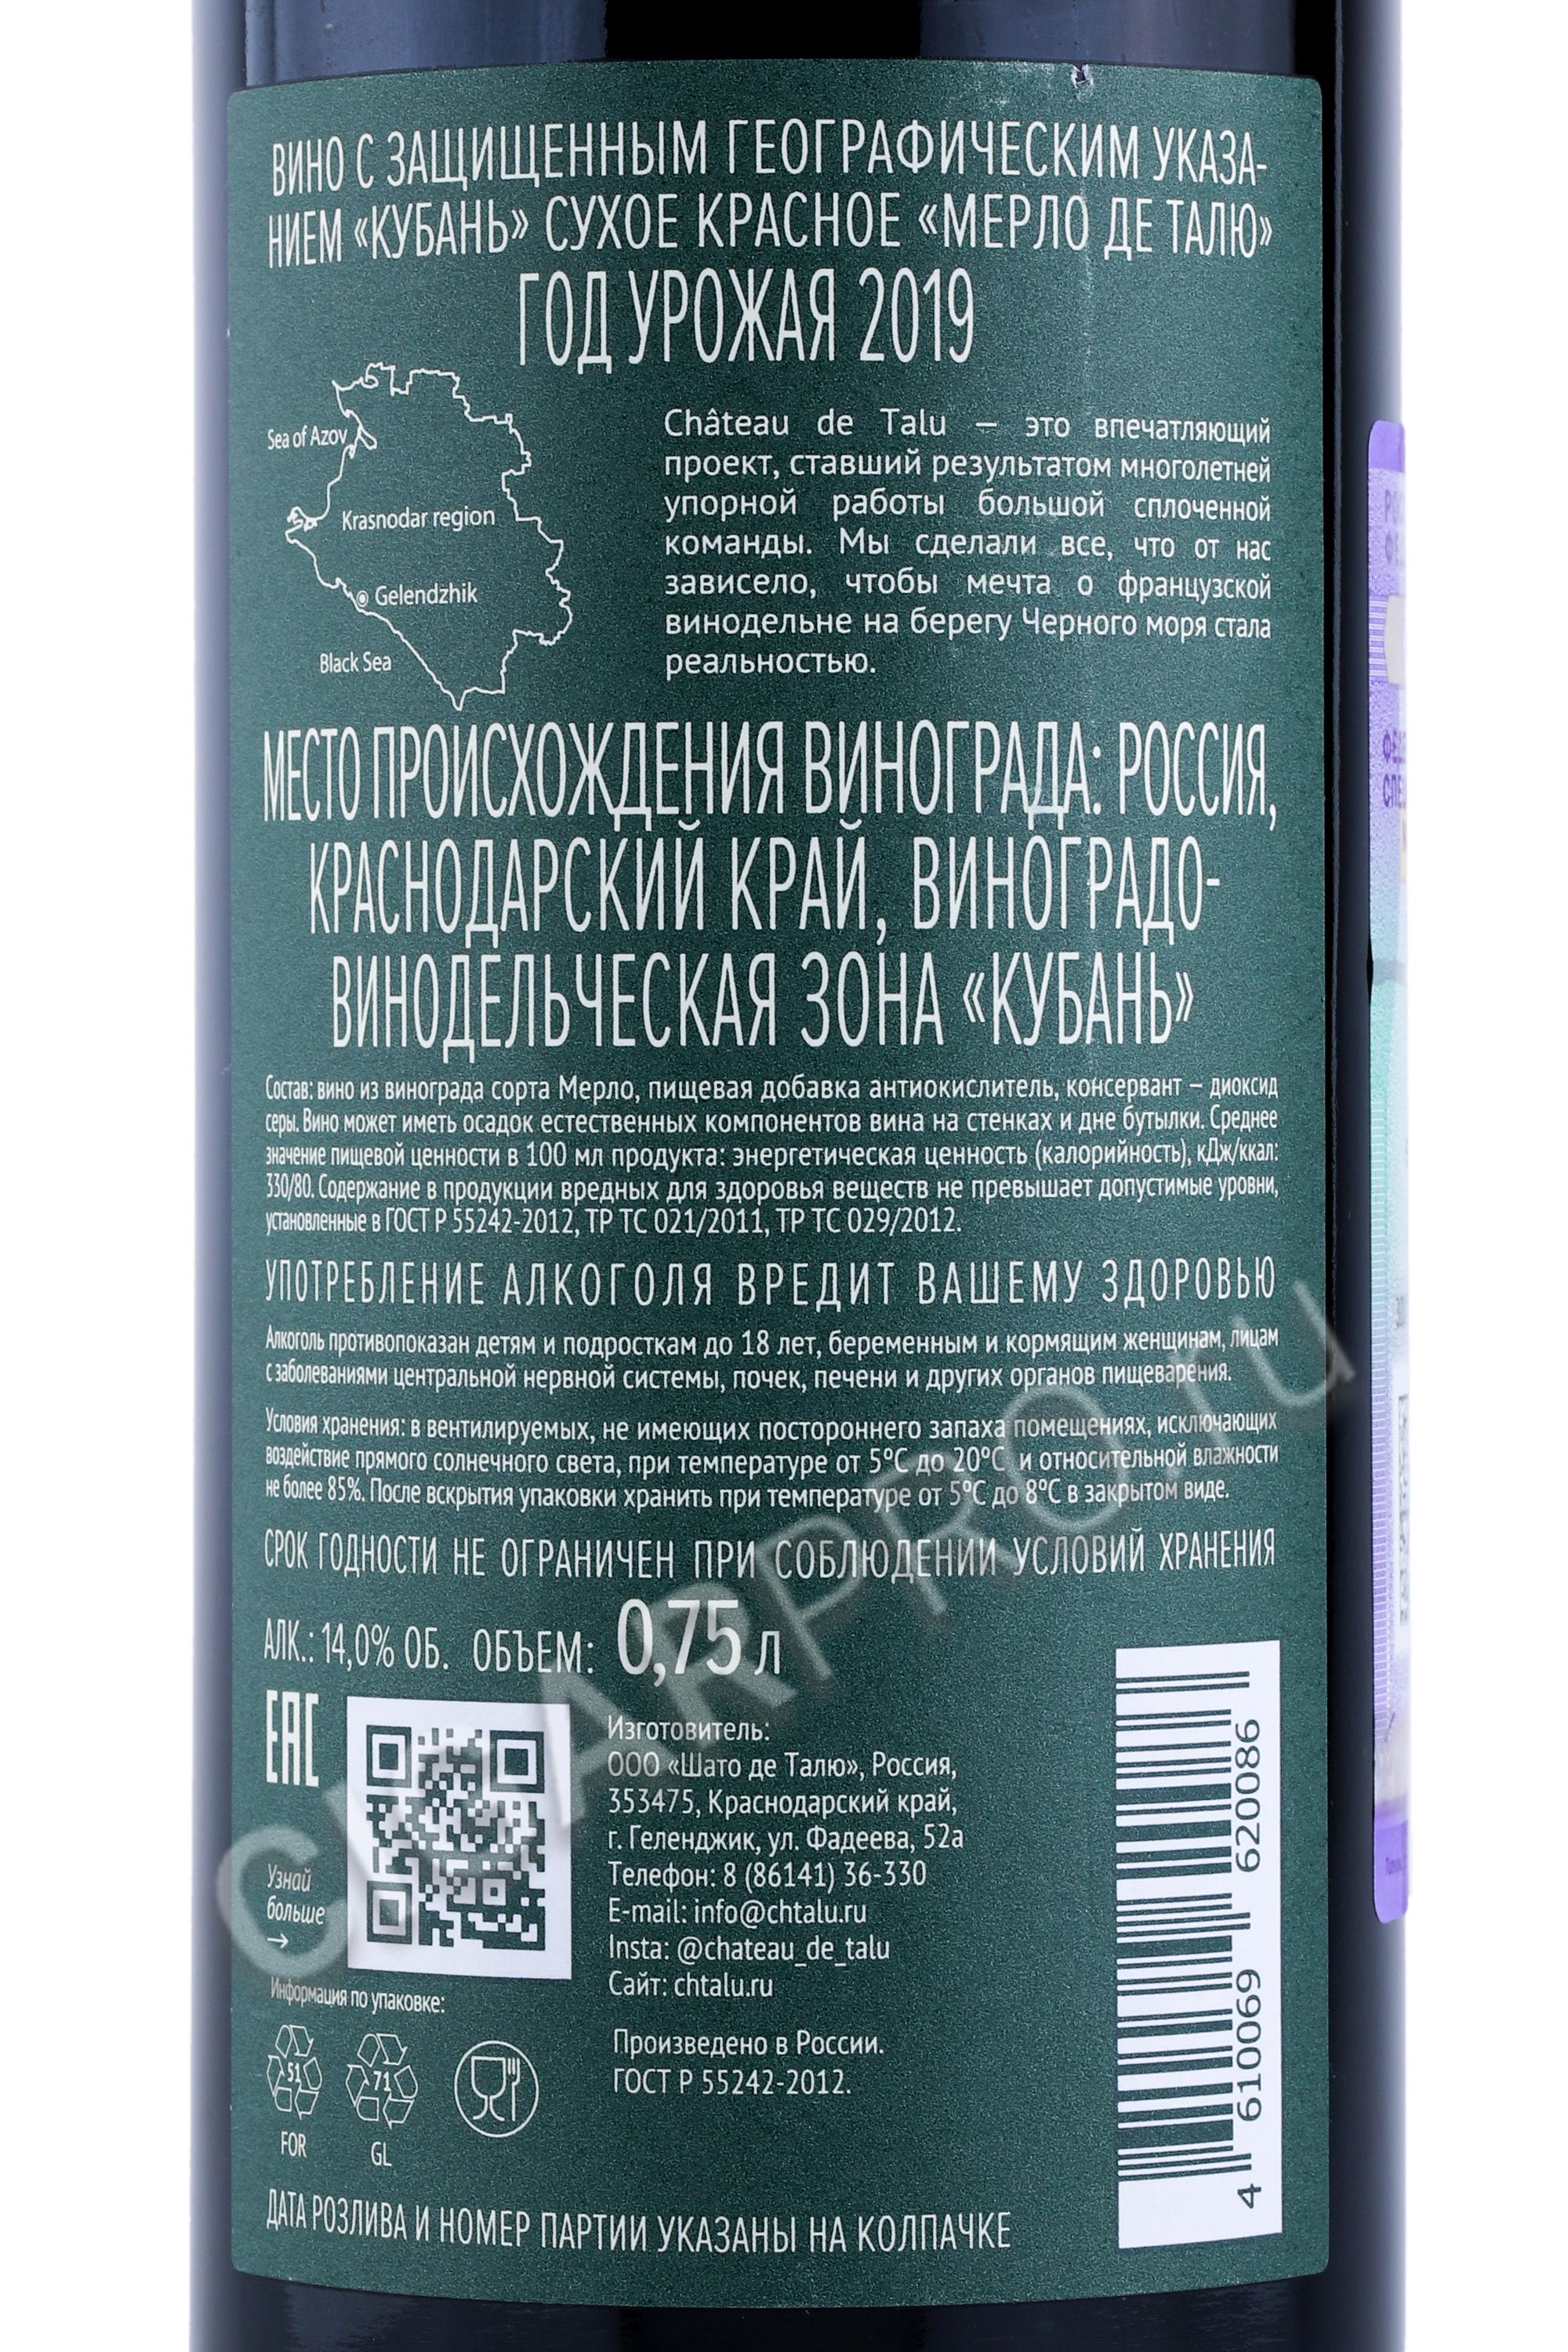 ВИНО С ЗАЩИЩЕННЫМ ГЕОГРАФИЧЕСКИМ УКАЗА-
НИЕМ «КУБАНЬ» СУХОЕ КРАСНОЕ «МЕРЛО ДЕ ТАЛЮ»
ГОД УРОЖАЯ 2019
Sea of Azov
Krasnodar region
Gelendzhik
Black Sea
Château de Talu — это впечатляющий
проект, ставший результатом многолетней
упорной работы большой сплоченной
команды. Мы сделали все, что от нас
зависело, чтобы мечта о французской
винодельне на берегу Черного моря стала
реальностью.
МЕСТО ПРОИСХОЖДЕНИЯ ВИНОГРАДА: РОССИЯ,
КРАСНОДАРСКИЙ КРАЙ, ВИНОГРАДО-
ВИНОДЕЛЬЧЕСКАЯ ЗОНА «КУБАНЬ»
Состав: вино из винограда сорта Мерло, пищевая добавка антиокислитель, консервант — диоксид
серы. Вино может иметь осадок естественных компонентов вина на стенках и дне бутылки. Среднее
значение пищевой ценности в 100 мл продукта: энергетическая ценность (калорийность), кДж/ккал:
330/80. Содержание в продукции вредных для здоровья веществ не превышает допустимые уровни,
установленные в ГОСТ Р 55242-2012, ТР ТС 021/2011, ТР ТС 029/2012.
УПОТРЕБЛЕНИЕ АЛКОГОЛЯ ВРЕДИТ ВАШЕМУ ЗДОРОВЬЮ
Алкоголь противопоказан детям и подросткам до 18 лет, беременным и кормящим женщинам, лицам
с заболеваниями центральной нервной системы, почек, печени и других органов пищеварения.
Условия хранения: в вентилируемых, не имеющих постороннего запаха помещениях, исключающих
воздействие прямого солнечного света, при температуре от 5°С до 20°С и относительной влажности
не более 85%. После вскрытия упаковки хранить при температуре от 5°С до 8°С в закрытом виде.
СРОК ГОДНОСТИ НЕ ОГРАНИЧЕН ПРИ СОБЛЮДЕНИИ УСЛОВИЙ ХРАНЕНИЯ
АЛК.: 14,0% ОБ. ОБЪЕМ: 0,75 л
EAC
Узнай
больше
→
Изготовитель:
ООО «Шато де Талю», Россия,
353475, Краснодарский край,
г. Геленджик, ул. Фадеева, 52а
Телефон: 8 (86141) 36-330
E-mail: info@chtalu.ru
Insta: @chateau_de_talu
Сайт: chtalu.ru
Произведено в России.
ГОСТ Р 55242-2012.
Информация по упаковке:
51
71
FOR
GL
4 610069 620086
ДАТА РОЗЛИВА И НОМЕР ПАРТИИ УКАЗАНЫ НА КОЛПАЧКЕ
CIGARPRO.ru